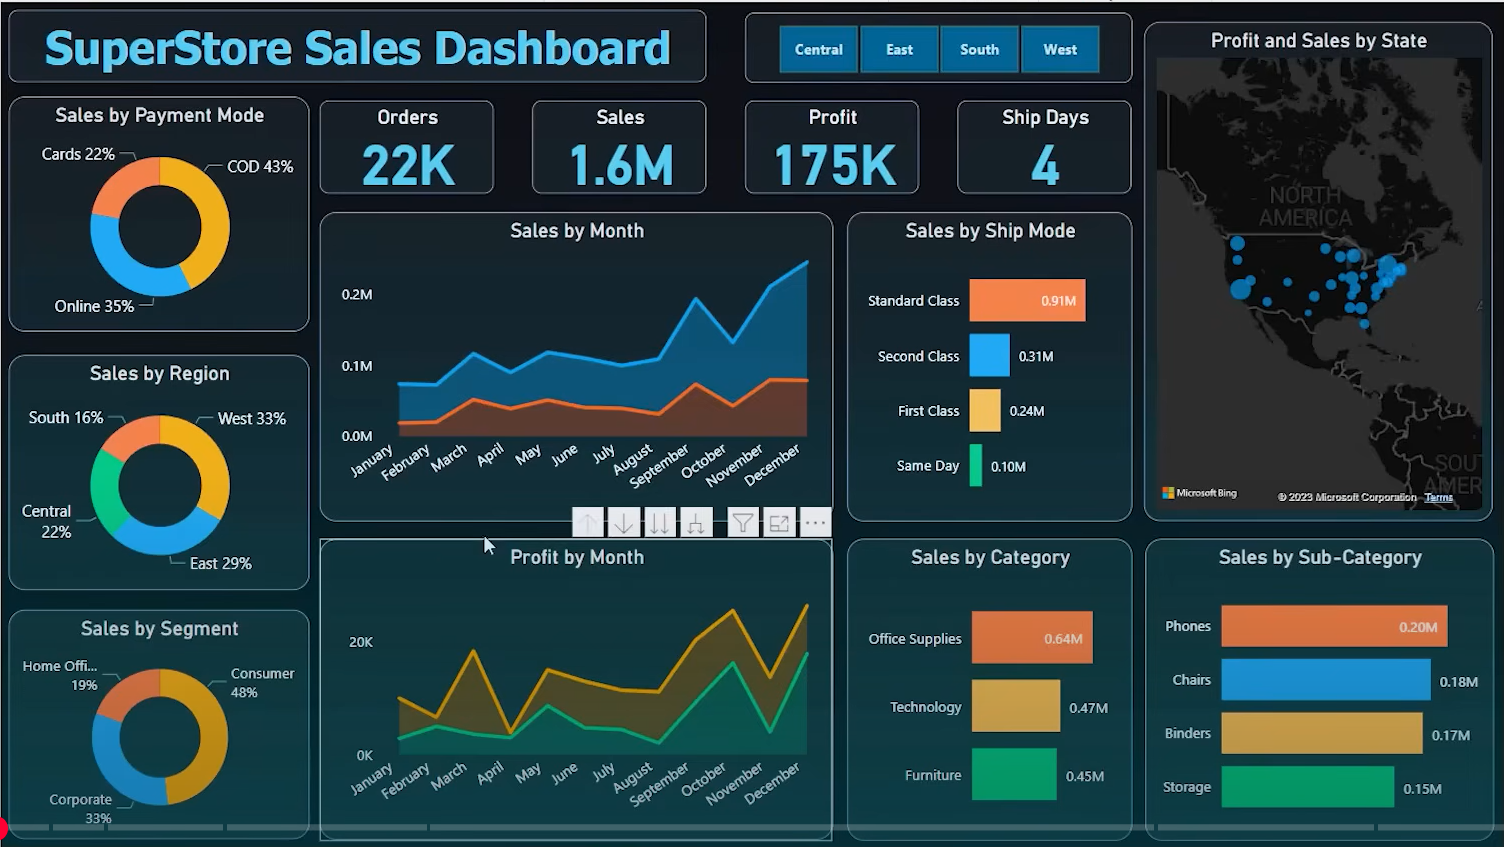 SuperStore Sales Dashboard
Central
East
South
West
Profit and Sales by State
Sales by Payment Mode
Cards 22%
COD 43%
Online 35%
Orders
22K
Sales
1.6M
Profit
175K
Ship Days
4
NORTH
AMERICA
Microsoft Bing
© 2023 Microsoft Corporation
Terms
Sales by Month
0.2M
0.1M
0.0M
January
February
March
April
May
June
July
August
September
October
November
December
Sales by Ship Mode
Standard Class
0.91M
Second Class
0.31M
First Class
0.24M
Same Day
0.10M
Sales by Region
South 16%
West 33%
Central
22%
East 29%
Sales by Segment
Home Offi...
19%
Consumer
48%
Corporate
33%
Profit by Month
20K
0K
January
February
March
April
May
June
July
August
September
October
November
December
Sales by Category
Office Supplies
0.64M
Technology
0.47M
Furniture
0.45M
Sales by Sub-Category
Phones
0.20M
Chairs
0.18M
Binders
0.17M
Storage
0.15M